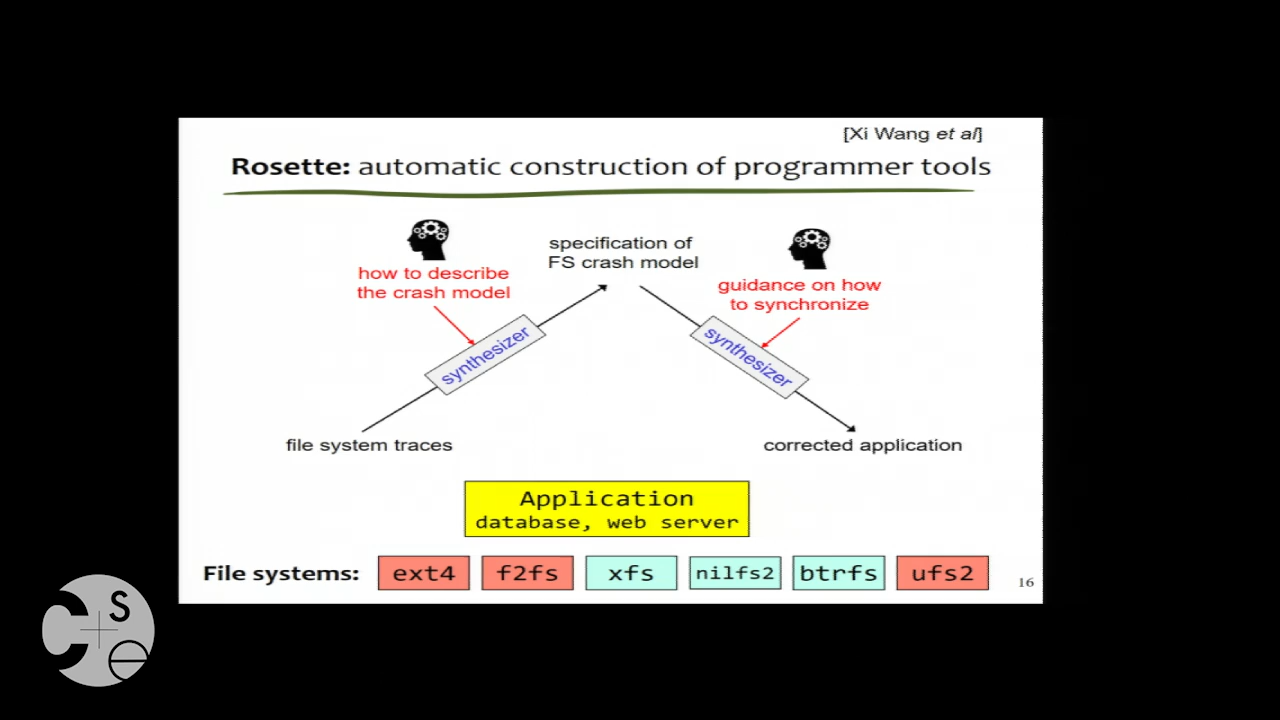 [Xi Wang et al]
Rosette: automatic construction of programmer tools
specification of
FS crash model
how to describe
the crash model
guidance on how
to synchronize
synthesizer
synthesizer
file system traces
corrected application
Application
database, web server
File systems: ext4 f2fs xfs nilfs2 btrfs ufs2
16
C s e